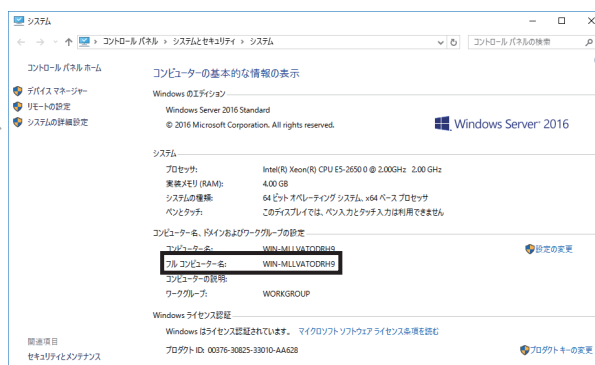 システム
コントロール パネル › システムとセキュリティ › システム
コントロール パネルの検索
コントロール パネル ホーム
デバイス マネージャー
リモートの設定
システムの詳細設定
コンピューターの基本的な情報の表示
Windows のエディション
Windows Server 2016 Standard
© 2016 Microsoft Corporation. All rights reserved.
Windows Server 2016
システム
プロセッサ: Intel(R) Xeon(R) CPU E5-2650 0 @ 2.00GHz 2.00 GHz
実装メモリ (RAM): 4.00 GB
システムの種類: 64 ビット オペレーティング システム、x64 ベース プロセッサ
ペンとタッチ: このディスプレイでは、ペン入力とタッチ入力は利用できません
コンピューター名、ドメインおよびワークグループの設定
コンピューター名: WIN-MLLVATODRH9
設定の変更
フル コンピューター名: WIN-MLLVATODRH9
コンピューターの説明:
ワークグループ: WORKGROUP
Windows ライセンス認証
Windows はライセンス認証されています。 マイクロソフト ソフトウェア ライセンス条項を読む
プロダクト ID: 00376-30825-33010-AA628
プロダクト キーの変更
関連項目
セキュリティとメンテナンス